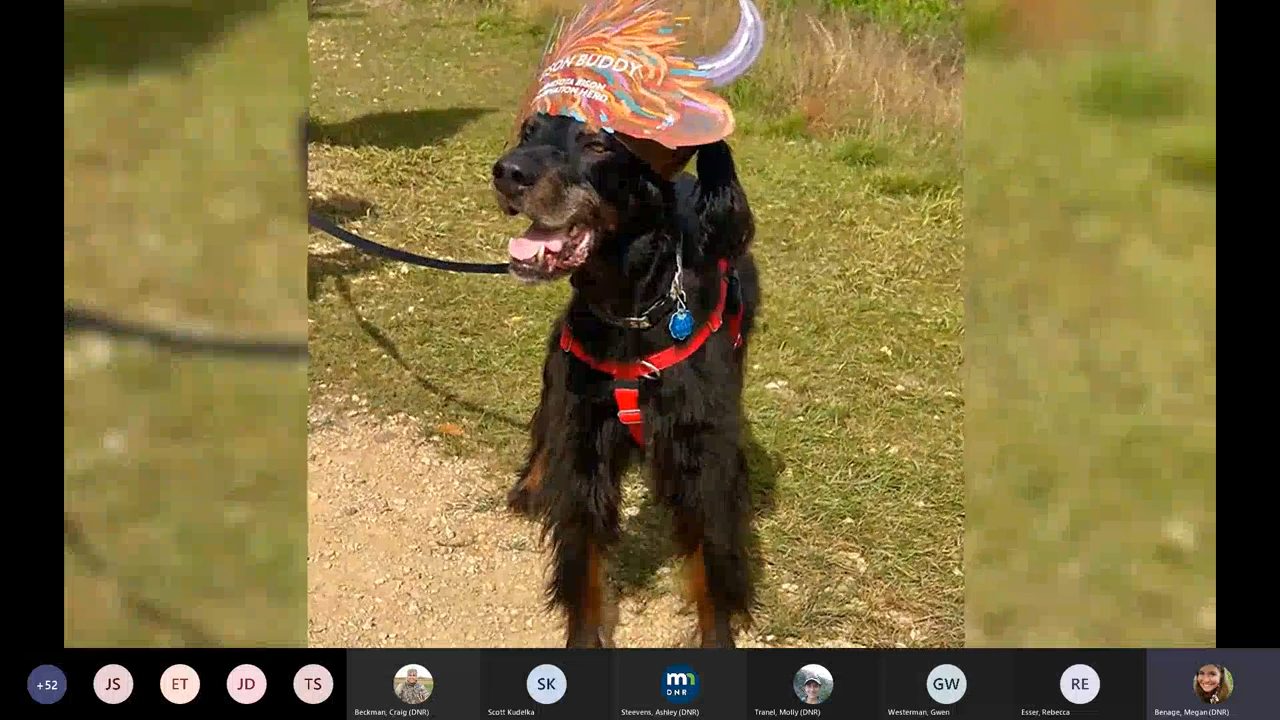 BUDDY
+52
JS
ET
JD
TS
Beckman, Craig (DNR)
SK
Scott Kudelka
mn
DNR
Steevens, Ashley (DNR)
Tranel, Molly (DNR)
GW
Westerman, Gwen
RE
Esser, Rebecca
Benage, Megan (DNR)